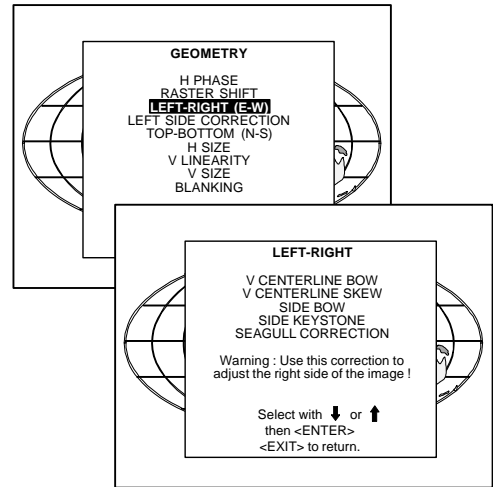 GEOMETRY
H PHASE
RASTER SHIFT
LEFT-RIGHT (E-W)
LEFT SIDE CORRECTION
TOP-BOTTOM (N-S)
H SIZE
V LINEARITY
V SIZE
BLANKING
LEFT-RIGHT
V CENTERLINE BOW
V CENTERLINE SKEW
SIDE BOW
SIDE KEYSTONE
SEAGULL CORRECTION
Warning : Use this correction to
adjust the right side of the image !
Select with ⬇ or ⬆
then <ENTER>
<EXIT> to return.